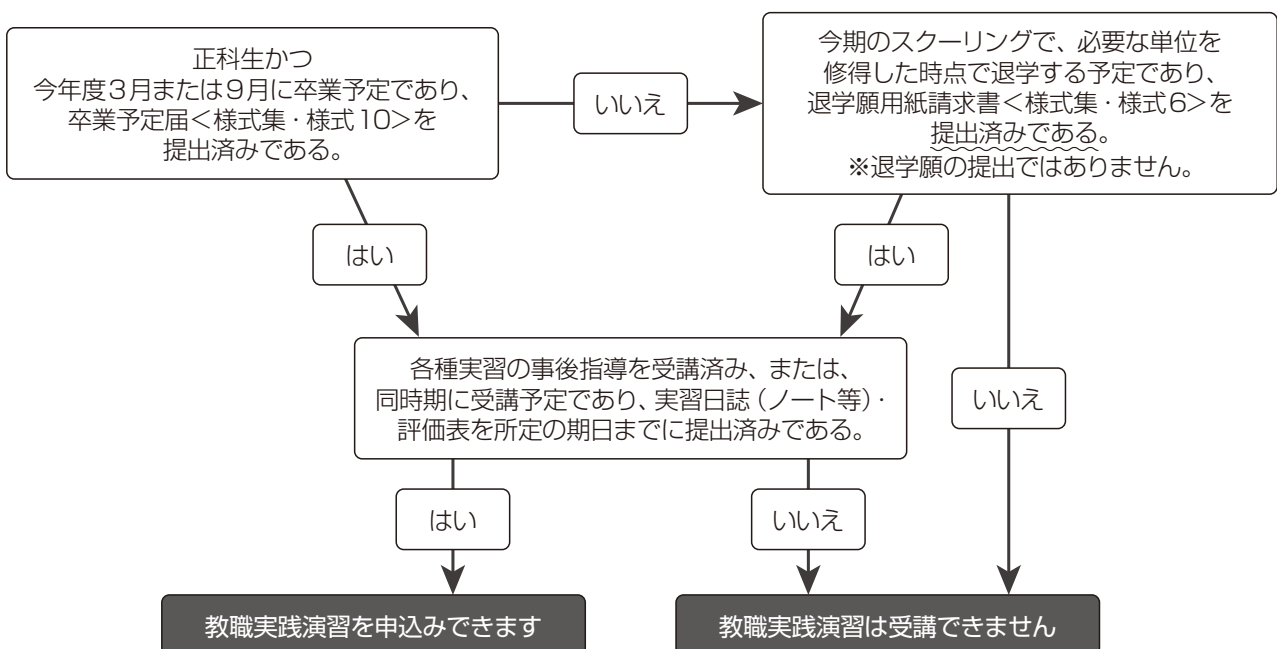 正科生かつ
今年度3月または9月に卒業予定であり、
卒業予定届<様式集・様式10>を
提出済みである。
いいえ
今期のスクーリングで、必要な単位を
修得した時点で退学する予定であり、
退学願用紙請求書<様式集・様式6>を
提出済みである。
※退学願の提出ではありません。
はい
はい
各種実習の事後指導を受講済み、または、
同時期に受講予定であり、実習日誌（ノート等）・
評価表を所定の期日までに提出済みである。
いいえ
はい
いいえ
教職実践演習を申込みできます
教職実践演習は受講できません